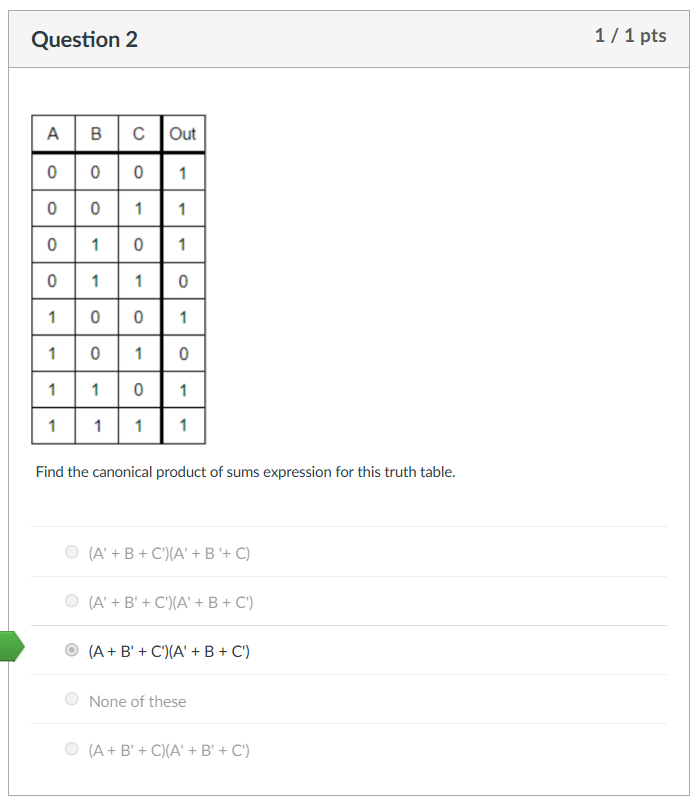 Question 2 1 / 1 pts
A B C Out
0 0 0 1
0 0 1 1
0 1 0 1
0 1 1 0
1 0 0 1
1 0 1 0
1 1 0 1
1 1 1 1
Find the canonical product of sums expression for this truth table.
(A' + B + C')(A' + B '+ C)
(A' + B' + C')(A' + B + C')
(A + B' + C')(A' + B + C')
None of these
(A + B' + C)(A' + B' + C')